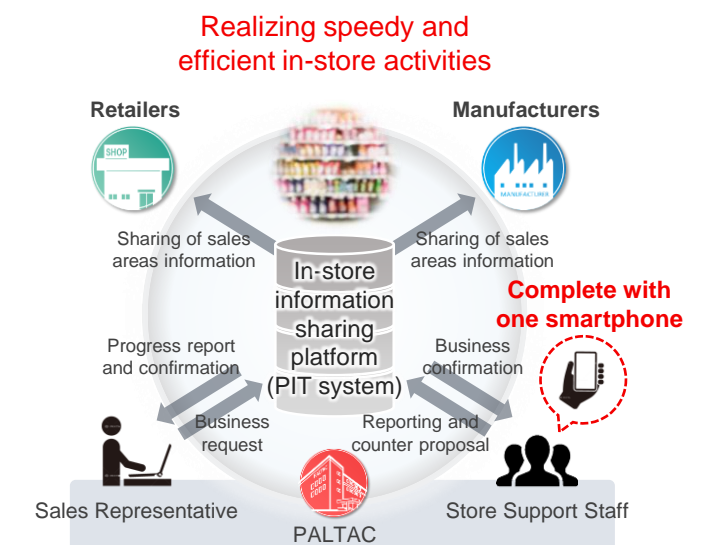 Realizing speedy and
efficient in-store activities
Retailers
Manufacturers
SHOP
MANUFACTURER
Sharing of sales
areas information
Sharing of sales
areas information
In-store
information
sharing
platform
(PIT system)
Complete with
one smartphone
Progress report
and confirmation
Business
confirmation
Business
request
Reporting and
counter proposal
PALTAC
Sales Representative
Store Support Staff
PALTAC